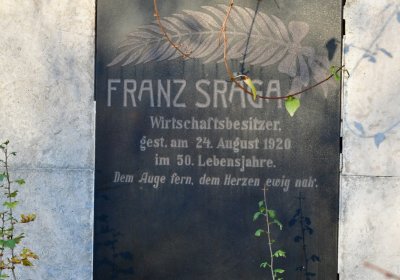 FRANZ SRAGA
Wirtschaftsbesitzer.
gest. am 24. August 1920
im 50. Lebensjahre.
Dem Auge fern, dem Herzen ewig nah'.